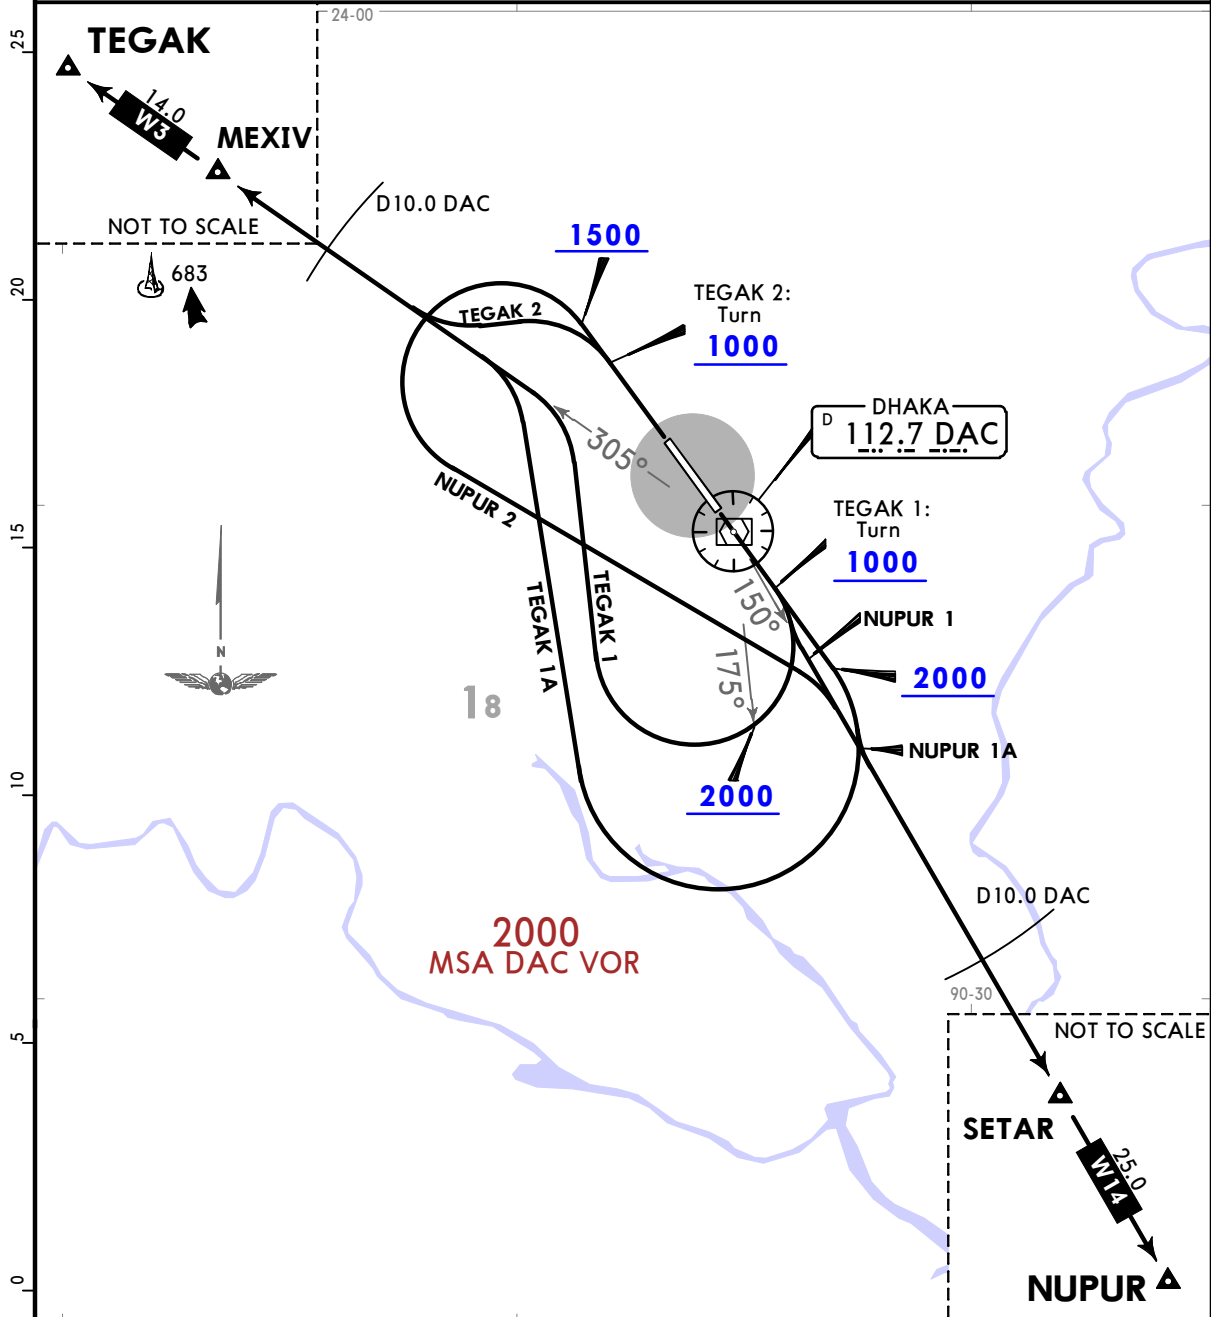 24-00
25
TEGAK
14.0
W3
MEXIV
NOT TO SCALE
D10.0 DAC
1500
683
20
TEGAK 2
TEGAK 2:
Turn
1000
DHAKA
D 112.7 DAC
305°
NUPUR 2
TEGAK 1:
Turn
1000
15
150°
TEGAK 1A
TEGAK 1
NUPUR 1
N
175°
2000
18
NUPUR 1A
2000
10
D10.0 DAC
2000
MSA DAC VOR
90-30
NOT TO SCALE
5
SETAR
25.0
W14
0
NUPUR